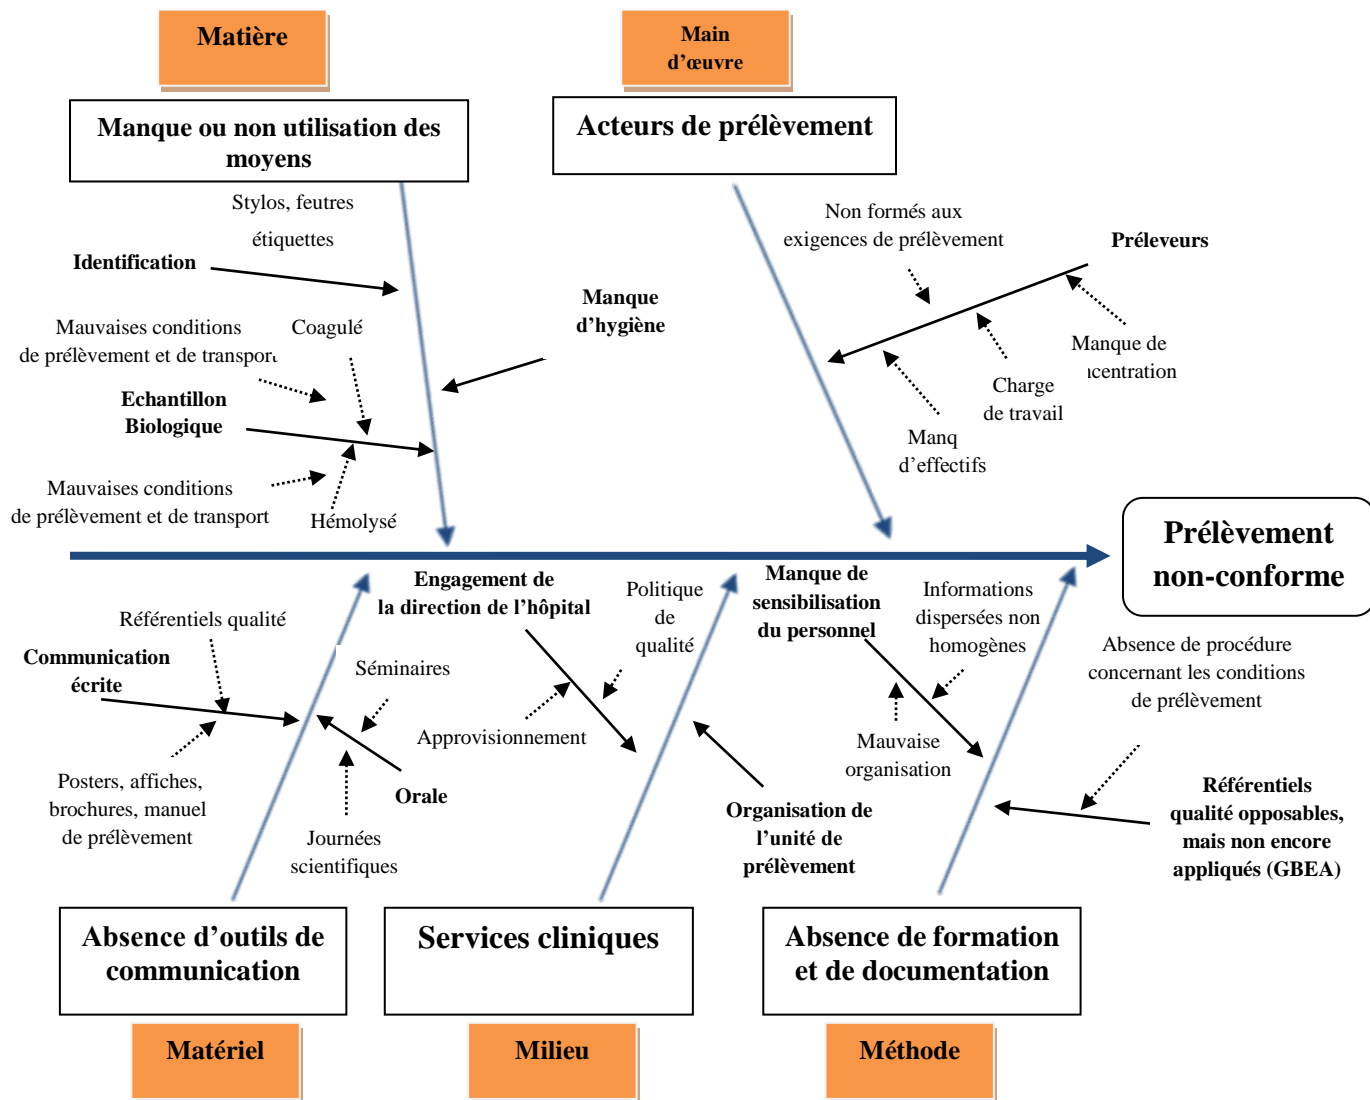 Matière
Main
d’œuvre
Manque ou non utilisation des
moyens
Acteurs de prélèvement
Stylos, feutres
étiquettes
Identification
Non formés aux
exigences de prélèvement
Préleveurs
Manque
d’hygiène
Mauvaises conditions
de prélèvement et de transport
Coagulé
Manque de
Echantillon
Biologique
Charge
de travail
Manq
d’effectifs
Mauvaises conditions
de prélèvement et de transport
Hémolysé
Prélèvement
non-conforme
Engagement de
la direction de l’hôpital
Politique
de
qualité
Manque de
sensibilisation
du personnel
Informations
dispersées non
homogènes
Référentiels qualité
Communication
écrite
Séminaires
Absence de procédure
concernant les conditions
de prélèvement
Approvisionnement
Mauvaise
organisation
Posters, affiches,
brochures, manuel
de prélèvement
Orale
Journées
scientifiques
Organisation de
l’unité de
prélèvement
Référentiels
qualité opposables,
mais non encore
appliqués (GBEA)
Absence d’outils de
communication
Services cliniques
Absence de formation
et de documentation
Matériel
Milieu
Méthode